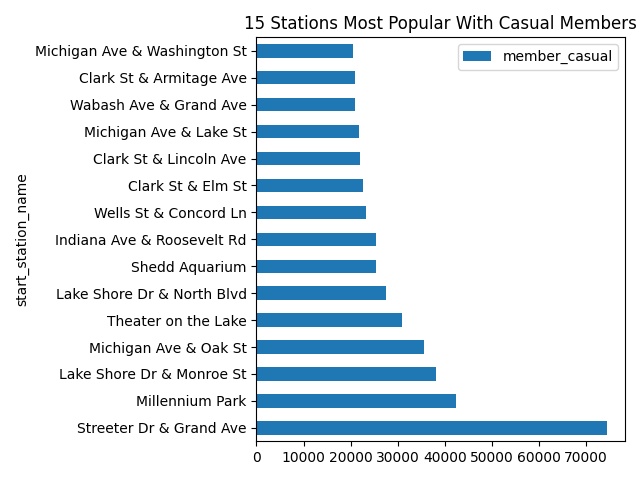 15 Stations Most Popular With Casual Members
member_casual
start_station_name
Michigan Ave & Washington St
Clark St & Armitage Ave
Wabash Ave & Grand Ave
Michigan Ave & Lake St
Clark St & Lincoln Ave
Clark St & Elm St
Wells St & Concord Ln
Indiana Ave & Roosevelt Rd
Shedd Aquarium
Lake Shore Dr & North Blvd
Theater on the Lake
Michigan Ave & Oak St
Lake Shore Dr & Monroe St
Millennium Park
Streeter Dr & Grand Ave
0 10000 20000 30000 40000 50000 60000 70000